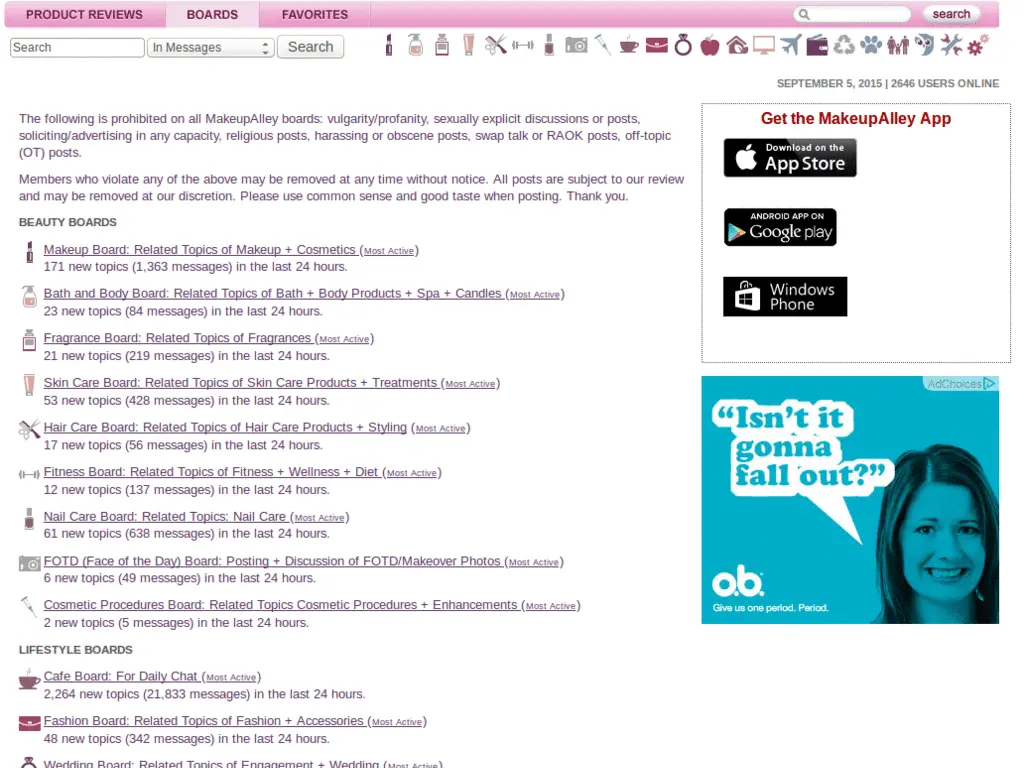 PRODUCT REVIEWS
BOARDS
FAVORITES
search
Search
In Messages
Search
SEPTEMBER 5, 2015 | 2646 USERS ONLINE
The following is prohibited on all MakeupAlley boards: vulgarity/profanity, sexually explicit discussions or posts,
soliciting/advertising in any capacity, religious posts, harassing or obscene posts, swap talk or RAOK posts, off-topic
(OT) posts.
Members who violate any of the above may be removed at any time without notice. All posts are subject to our review
and may be removed at our discretion. Please use common sense and good taste when posting. Thank you.
BEAUTY BOARDS
Makeup Board: Related Topics of Makeup + Cosmetics (Most Active)
171 new topics (1,363 messages) in the last 24 hours.
Bath and Body Board: Related Topics of Bath + Body Products + Spa + Candles (Most Active)
23 new topics (84 messages) in the last 24 hours.
Fragrance Board: Related Topics of Fragrances (Most Active)
21 new topics (219 messages) in the last 24 hours.
Skin Care Board: Related Topics of Skin Care Products + Treatments (Most Active)
53 new topics (428 messages) in the last 24 hours.
Hair Care Board: Related Topics of Hair Care Products + Styling (Most Active)
17 new topics (56 messages) in the last 24 hours.
Fitness Board: Related Topics of Fitness + Wellness + Diet (Most Active)
12 new topics (137 messages) in the last 24 hours.
Nail Care Board: Related Topics: Nail Care (Most Active)
61 new topics (638 messages) in the last 24 hours.
FOTD (Face of the Day) Board: Posting + Discussion of FOTD/Makeover Photos (Most Active)
6 new topics (49 messages) in the last 24 hours.
Cosmetic Procedures Board: Related Topics Cosmetic Procedures + Enhancements (Most Active)
2 new topics (5 messages) in the last 24 hours.
LIFESTYLE BOARDS
Cafe Board: For Daily Chat (Most Active)
2,264 new topics (21,833 messages) in the last 24 hours.
Fashion Board: Related Topics of Fashion + Accessories (Most Active)
48 new topics (342 messages) in the last 24 hours.
Wedding Board: Related Topics of Engagement + Wedding (Most Active)
Get the MakeupAlley App
Download on the
App Store
ANDROID APP ON
Google play
Windows
Phone
AdChoices
“Isn't it
gonna
fall out?”
o.b.
Give us one period. Period.